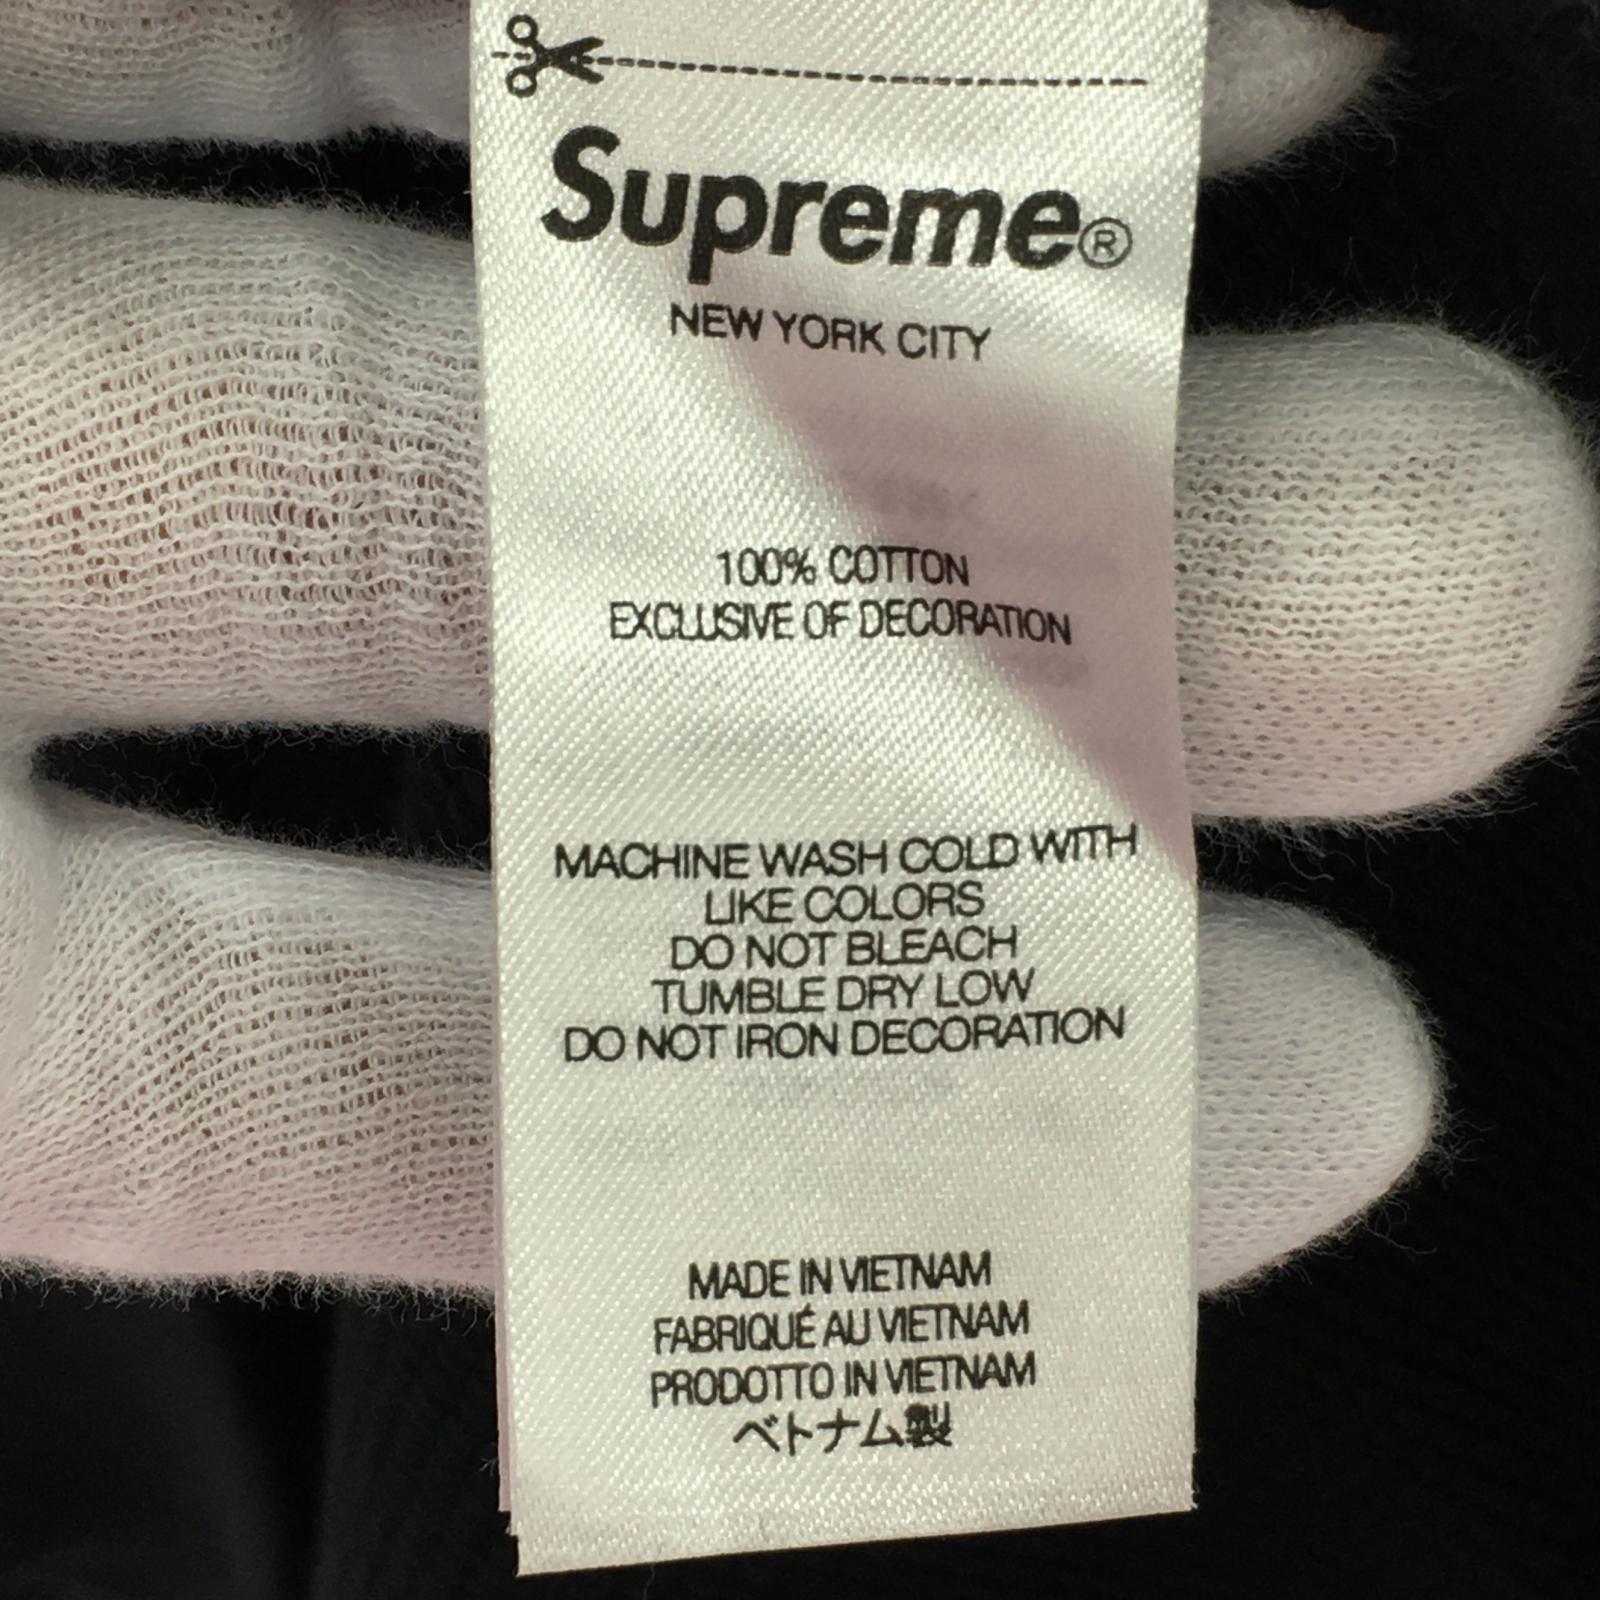 Supreme®
NEW YORK CITY
100% COTTON
EXCLUSIVE OF DECORATION
MACHINE WASH COLD WITH
LIKE COLORS
DO NOT BLEACH
TUMBLE DRY LOW
DO NOT IRON DECORATION
MADE IN VIETNAM
FABRIQUÉ AU VIETNAM
PRODOTTO IN VIETNAM
ベトナム製